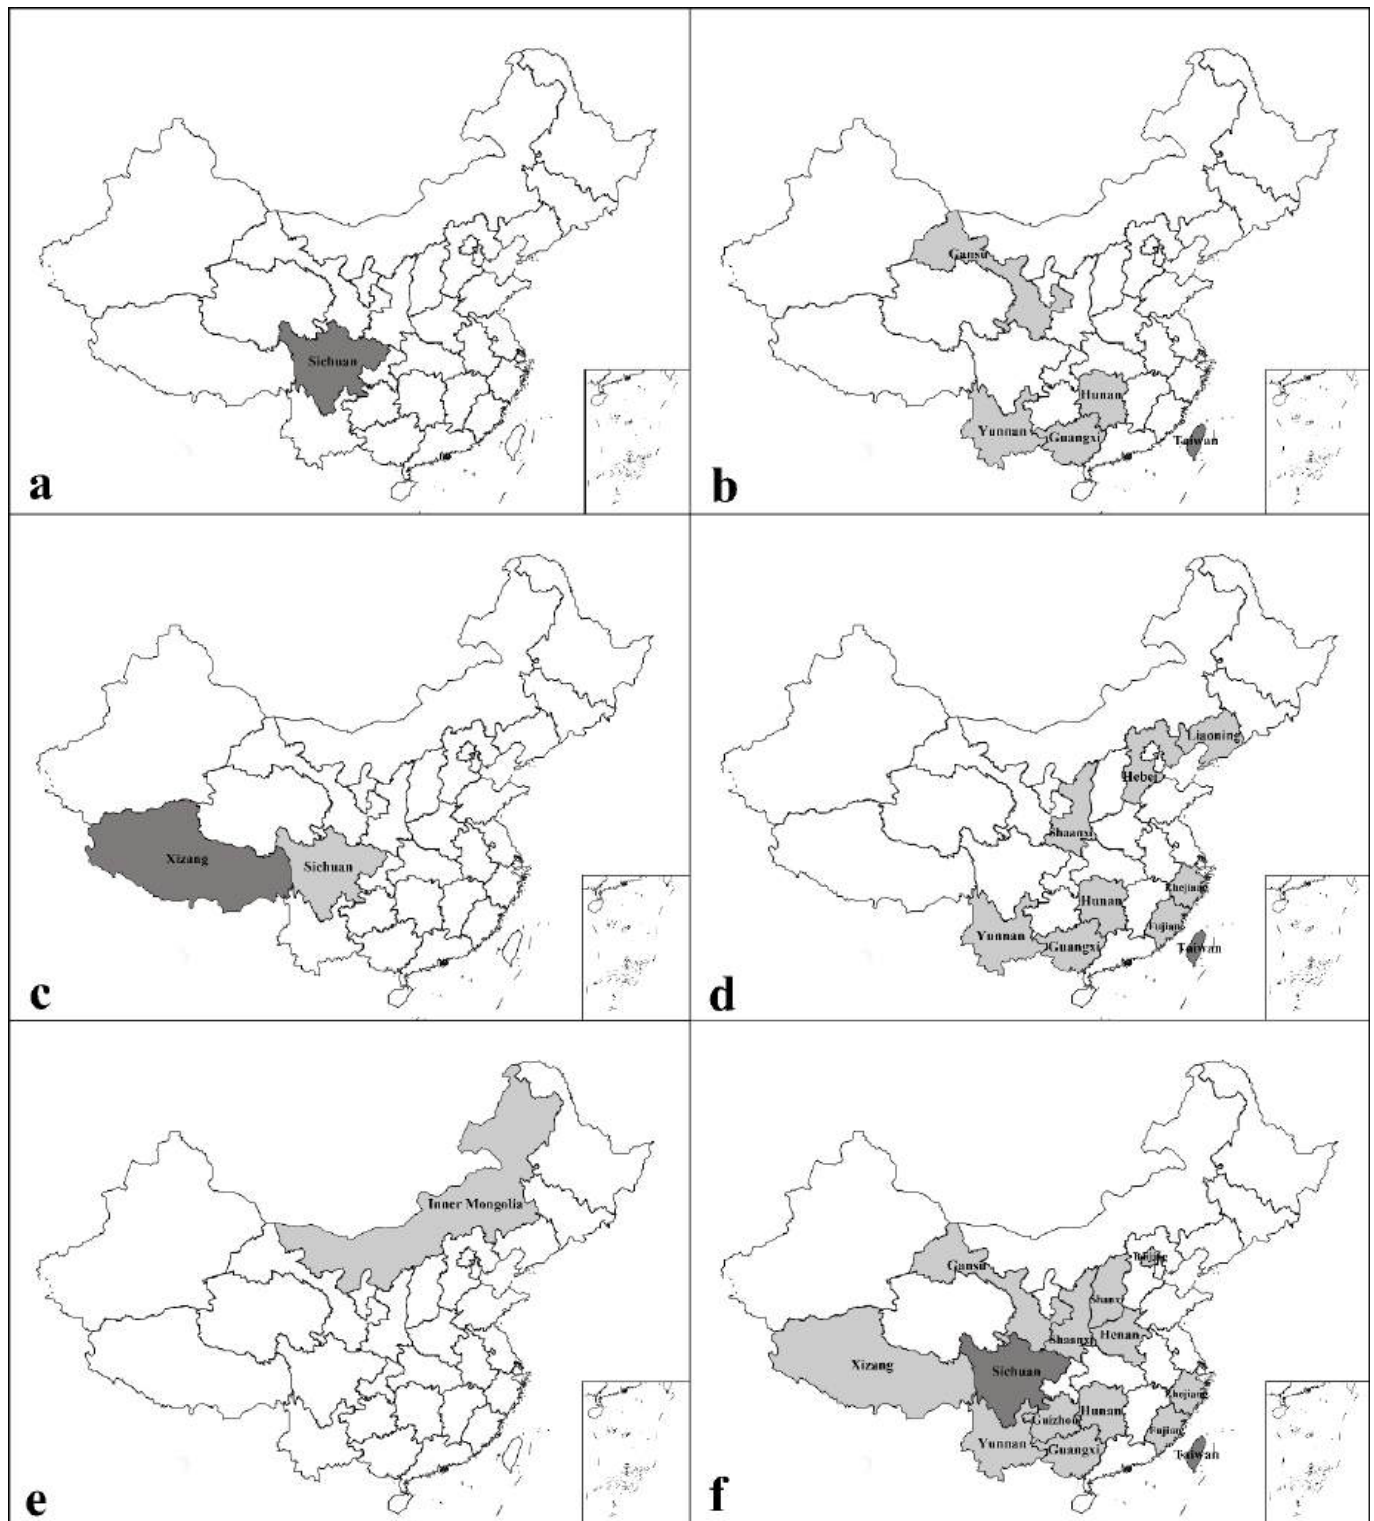 Sichuan
a
Gansu
Hunan
Yunnan
Guangxi
Taiwan
b
Xizang
Sichuan
c
Liaoning
Hebei
Shaanxi
Zhejiang
Hunan
Fujian
Yunnan
Guangxi
Taiwan
d
Inner Mongolia
e
Gansu
Shanxi
Shaanxi
Henan
Xizang
Sichuan
Zhejiang
Guizhou
Hunan
Fujian
Yunnan
Guangxi
Taiwan
f